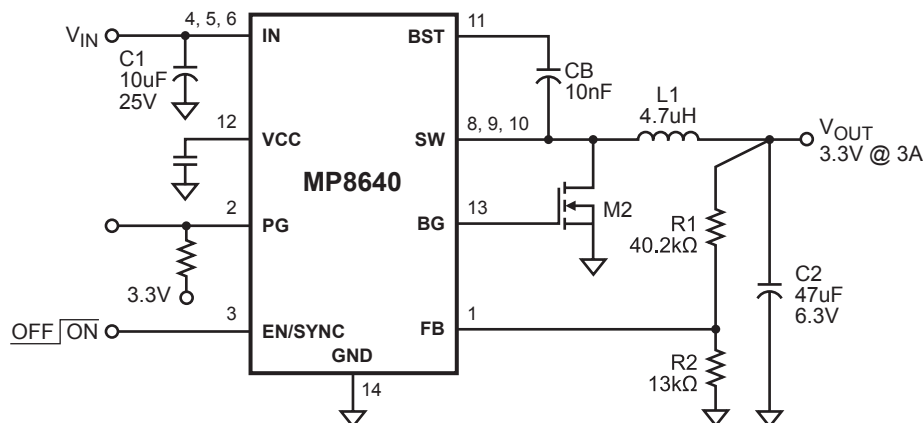 4, 5, 6
IN
V_IN
C1
10uF
25V
12
VCC
2
PG
3.3V
OFF ON
3
EN/SYNC
GND
14
MP8640
BST
11
CB
10nF
8, 9, 10
SW
L1
4.7uH
V_OUT
3.3V @ 3A
BG
13
M2
R1
40.2kΩ
C2
47uF
6.3V
FB
1
R2
13kΩ